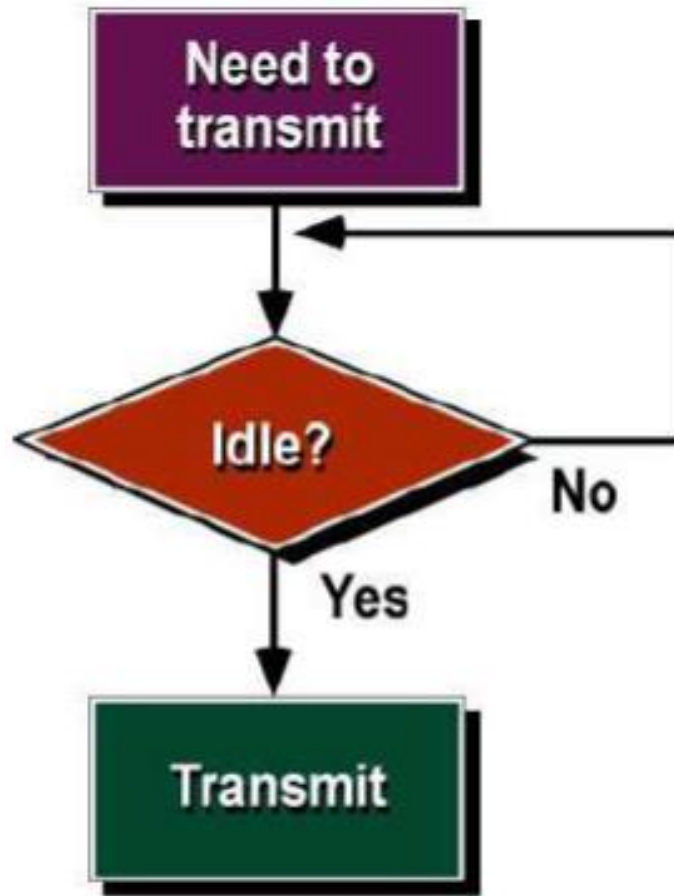 Need to
transmit
Idle?
No
Yes
Transmit